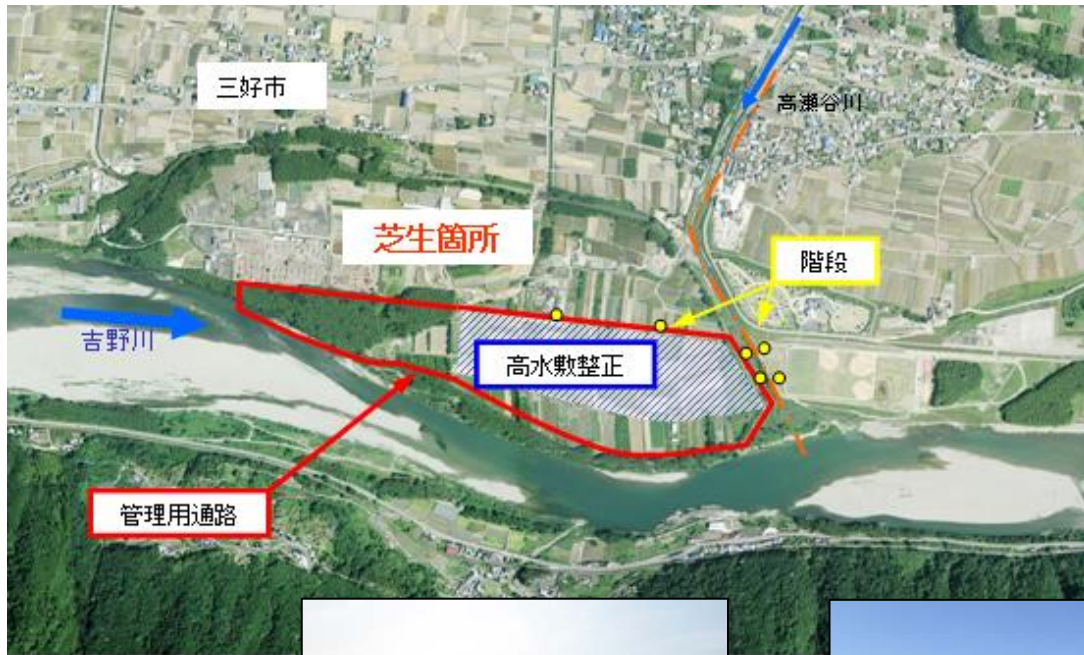 三好市
高瀬谷川
芝生箇所
階段
吉野川
高水敷整正
管理用通路